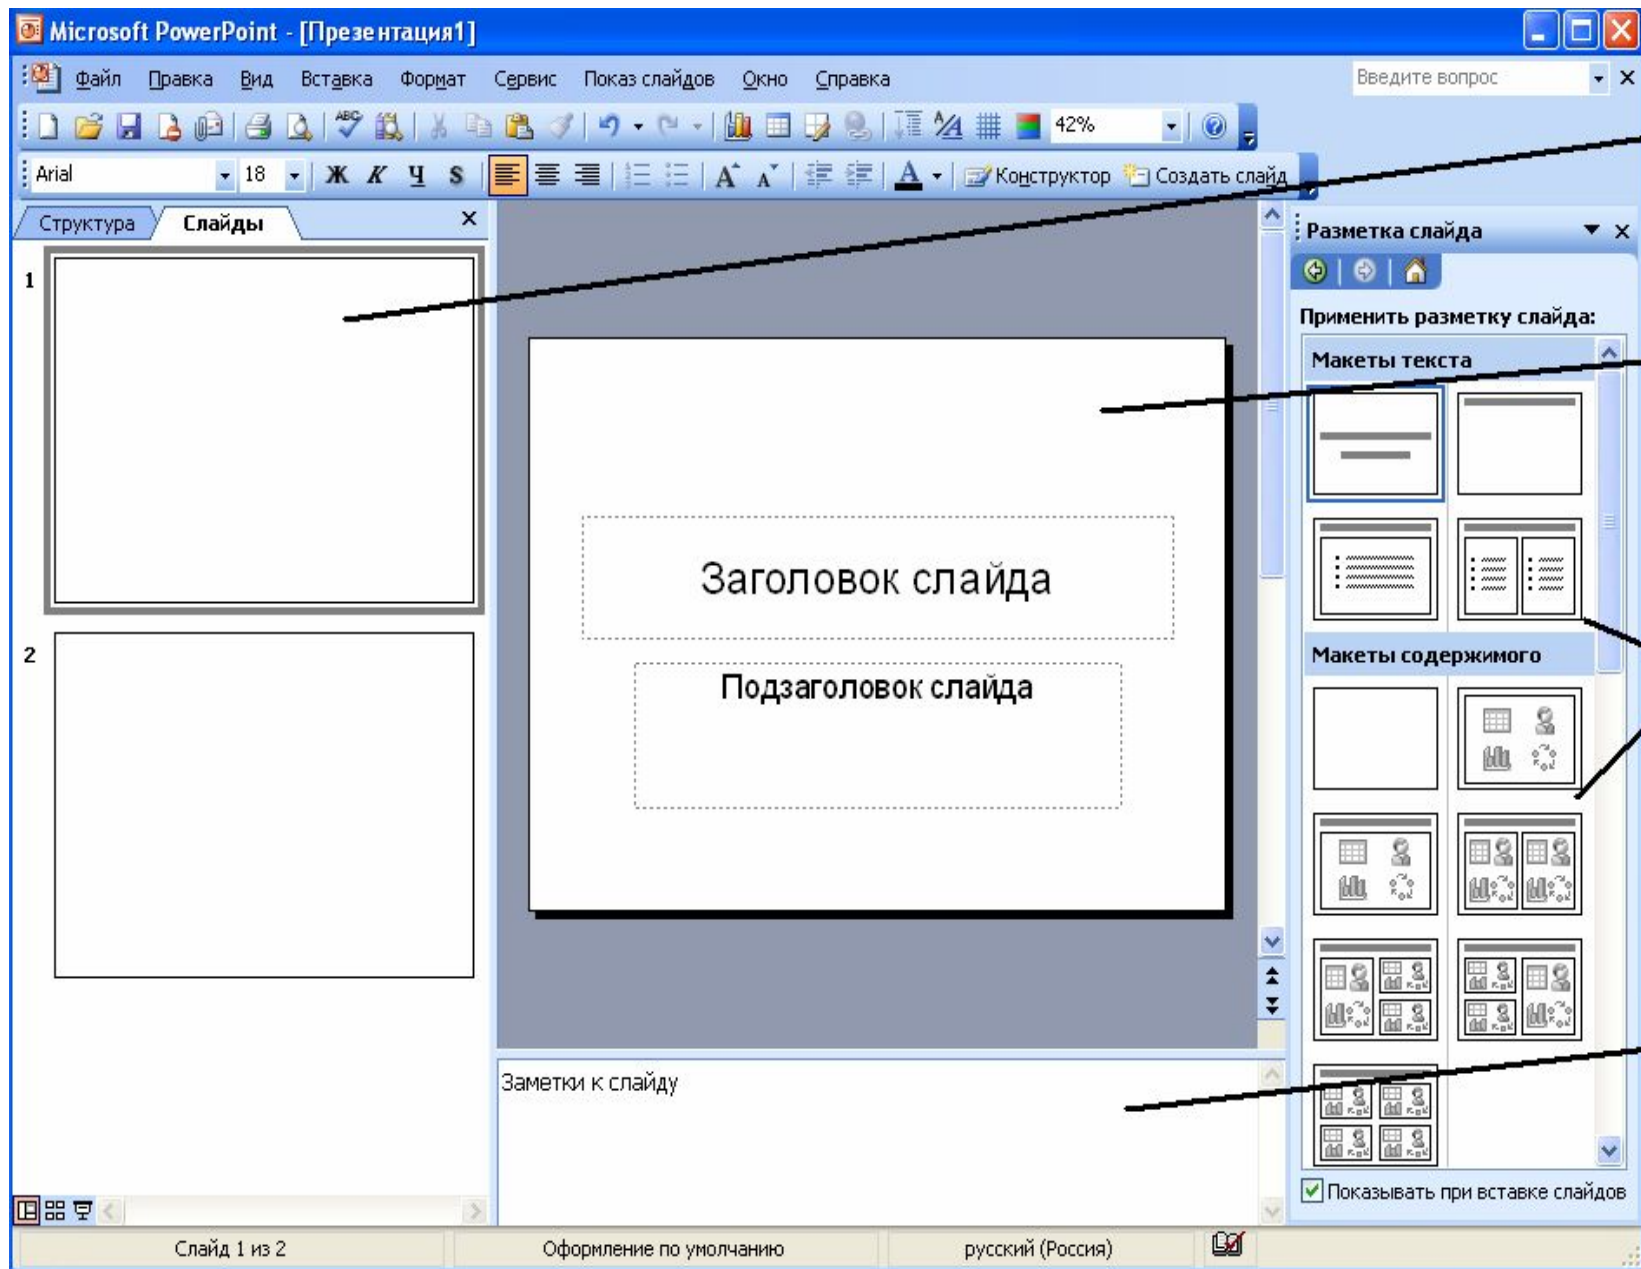 Microsoft PowerPoint - [Презентация1]
Файл Правка Вид Вставка Формат Сервис Показ слайдов Окно Справка Введите вопрос
ABC 42%
Arial 18 Ж К Ч S A A A Конструктор Создать слайд
Структура Слайды
1
2
Заголовок слайда
Подзаголовок слайда
Заметки к слайду
Разметка слайда
Применить разметку слайда:
Макеты текста
Макеты содержимого
Показывать при вставке слайдов
Слайд 1 из 2 Оформление по умолчанию русский (Россия)